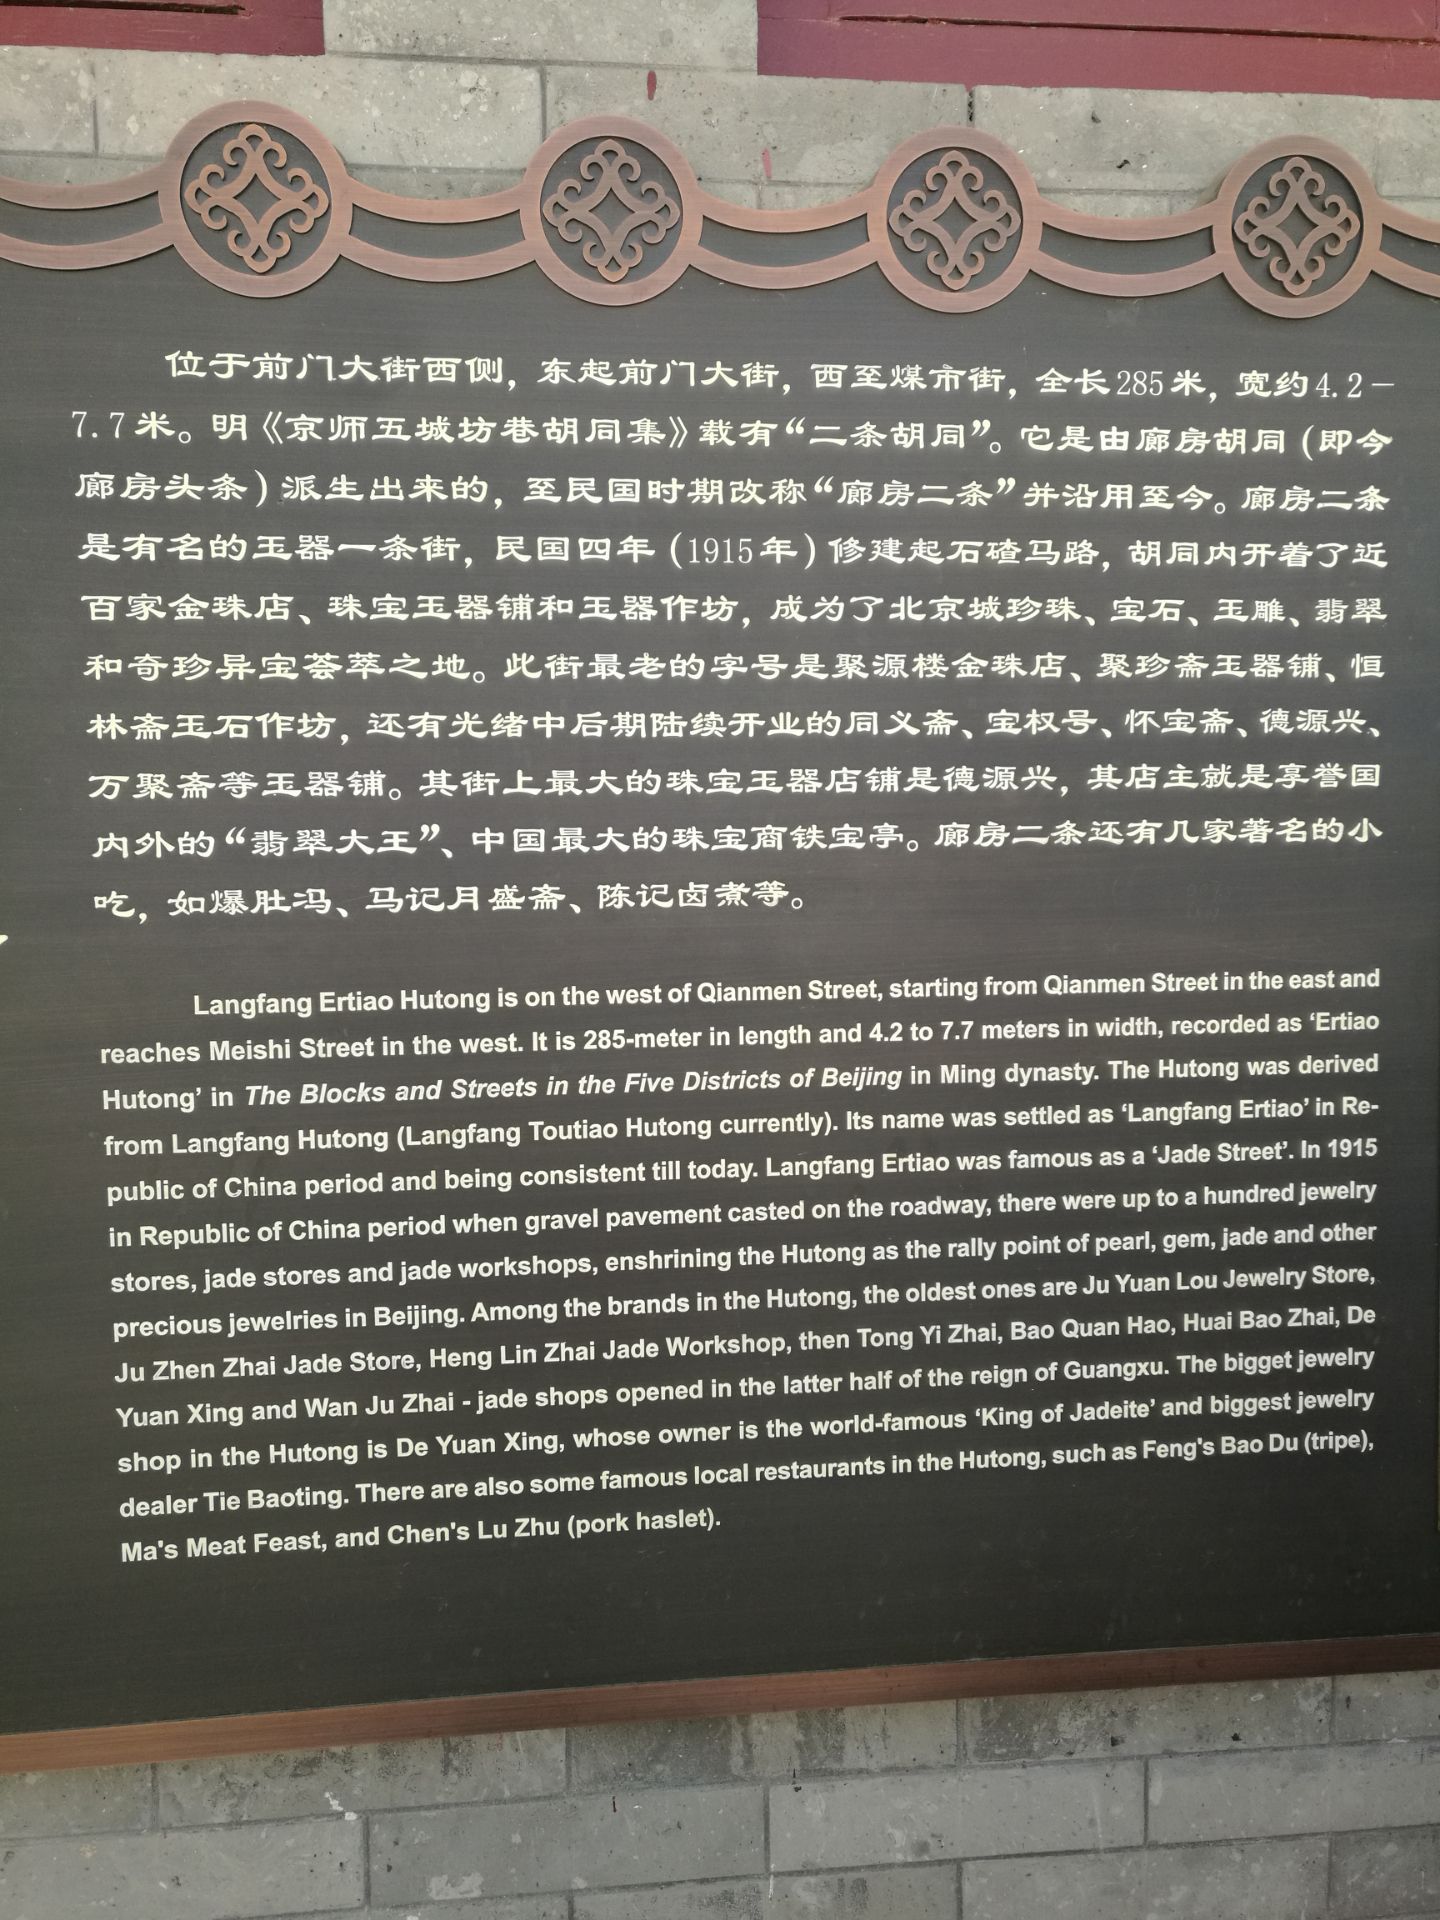 位于前门大街西侧，东起前门大街，西至煤市街，全长285米，宽约4.2－
7.7米。明《京师五城坊巷胡同集》载有“二条胡同”。它是由廊房胡同（即今
廊房头条）派生出来的，至民国时期改称“廊房二条”并沿用至今。廊房二条
是有名的玉器一条街，民国四年（1915年）修建起石碴马路，胡同内开着了近
百家金珠店、珠宝玉器铺和玉器作坊，成为了北京城珍珠、宝石、玉雕、翡翠
和奇珍异宝荟萃之地。此街最老的字号是聚源楼金珠店、聚珍斋玉器铺、恒
林斋玉石作坊，还有光绪中后期陆续开业的同义斋、宝权号、怀宝斋、德源兴、
万聚斋等玉器铺。其街上最大的珠宝玉器店铺是德源兴，其店主就是享誉国
内外的“翡翠大王”、中国最大的珠宝商铁宝亭。廊房二条还有几家著名的小
吃，如爆肚冯、马记月盛斋、陈记卤煮等。
Langfang Ertiao Hutong is on the west of Qianmen Street, starting from Qianmen Street in the east and
reaches Meishi Street in the west. It is 285-meter in length and 4.2 to 7.7 meters in width, recorded as ‘Ertiao
Hutong’ in The Blocks and Streets in the Five Districts of Beijing in Ming dynasty. The Hutong was derived
from Langfang Hutong (Langfang Toutiao Hutong currently). Its name was settled as ‘Langfang Ertiao’ in Re-
public of China period and being consistent till today. Langfang Ertiao was famous as a ‘Jade Street’. In 1915
in Republic of China period when gravel pavement casted on the roadway, there were up to a hundred jewelry
stores, jade stores and jade workshops, enshrining the Hutong as the rally point of pearl, gem, jade and other
precious jewelries in Beijing. Among the brands in the Hutong, the oldest ones are Ju Yuan Lou Jewelry Store,
Ju Zhen Zhai Jade Store, Heng Lin Zhai Jade Workshop, then Tong Yi Zhai, Bao Quan Hao, Huai Bao Zhai, De
Yuan Xing and Wan Ju Zhai - jade shops opened in the latter half of the reign of Guangxu. The bigget jewelry
shop in the Hutong is De Yuan Xing, whose owner is the world-famous ‘King of Jadeite’ and biggest jewelry
dealer Tie Baoting. There are also some famous local restaurants in the Hutong, such as Feng's Bao Du (tripe),
Ma's Meat Feast, and Chen's Lu Zhu (pork haslet).